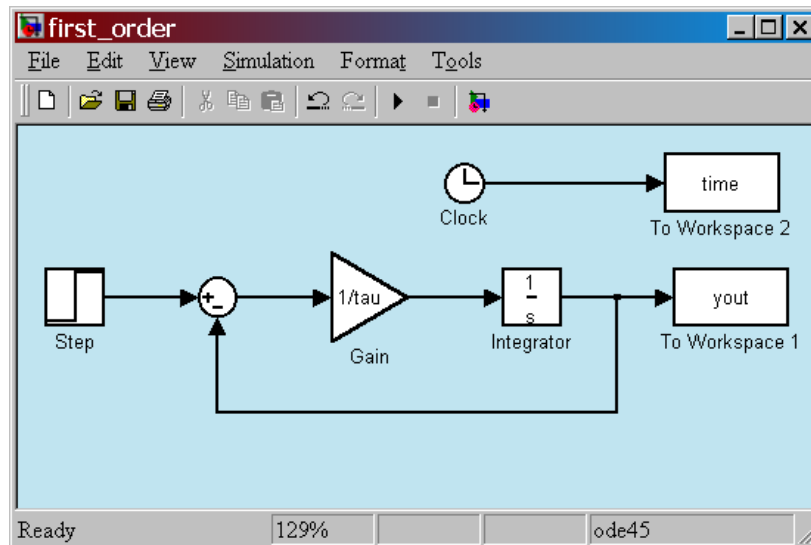 first_order
File Edit View Simulation Format Tools
time
Clock
To Workspace 2
+
-
1/tau
1
s
yout
Step
Gain
Integrator
To Workspace 1
Ready 129% ode45